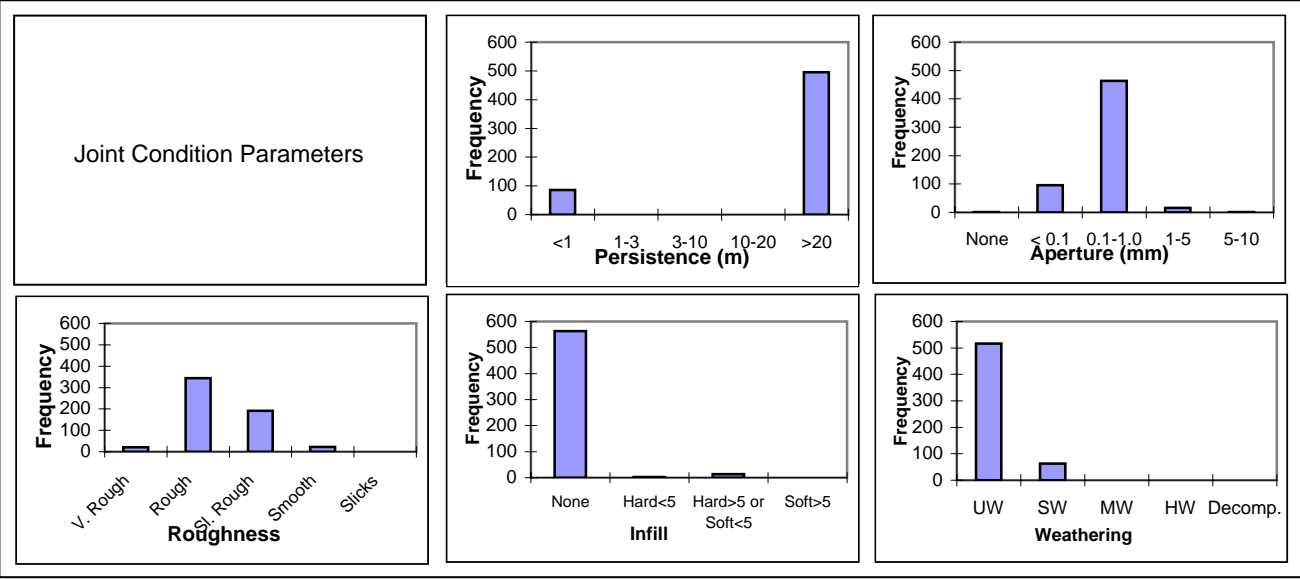 Joint Condition Parameters
600
500
400
300
200
100
0
Frequency
<1 1-3 3-10 10-20 >20
Persistence (m)
600
500
400
300
200
100
0
Frequency
None < 0.1 0.1-1.0 1-5 5-10
Aperture (mm)
600
500
400
300
200
100
0
Frequency
V. Rough Rough Sl. Rough Smooth Slicks
Roughness
600
500
400
300
200
100
0
Frequency
None Hard<5 Hard>5 or Soft>5
Soft<5
Infill
600
500
400
300
200
100
0
Frequency
UW SW MW HW Decomp.
Weathering